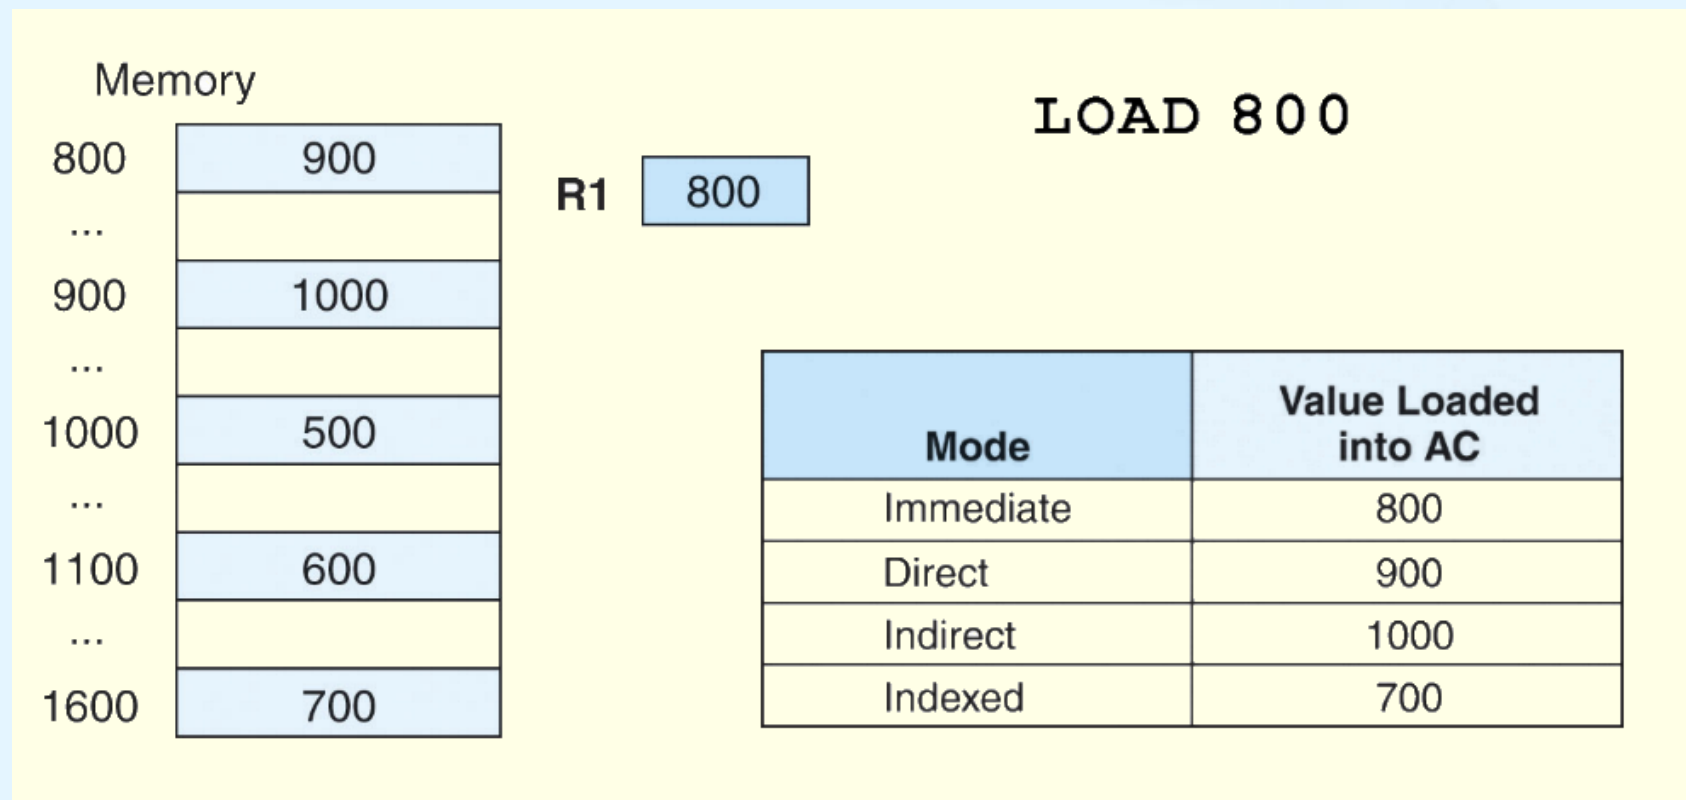 Memory
LOAD 800
800 900
R1 800
...
900 1000
...
1000 500
...
1100 600
...
1600 700
Mode Value Loaded into AC
Immediate 800
Direct 900
Indirect 1000
Indexed 700